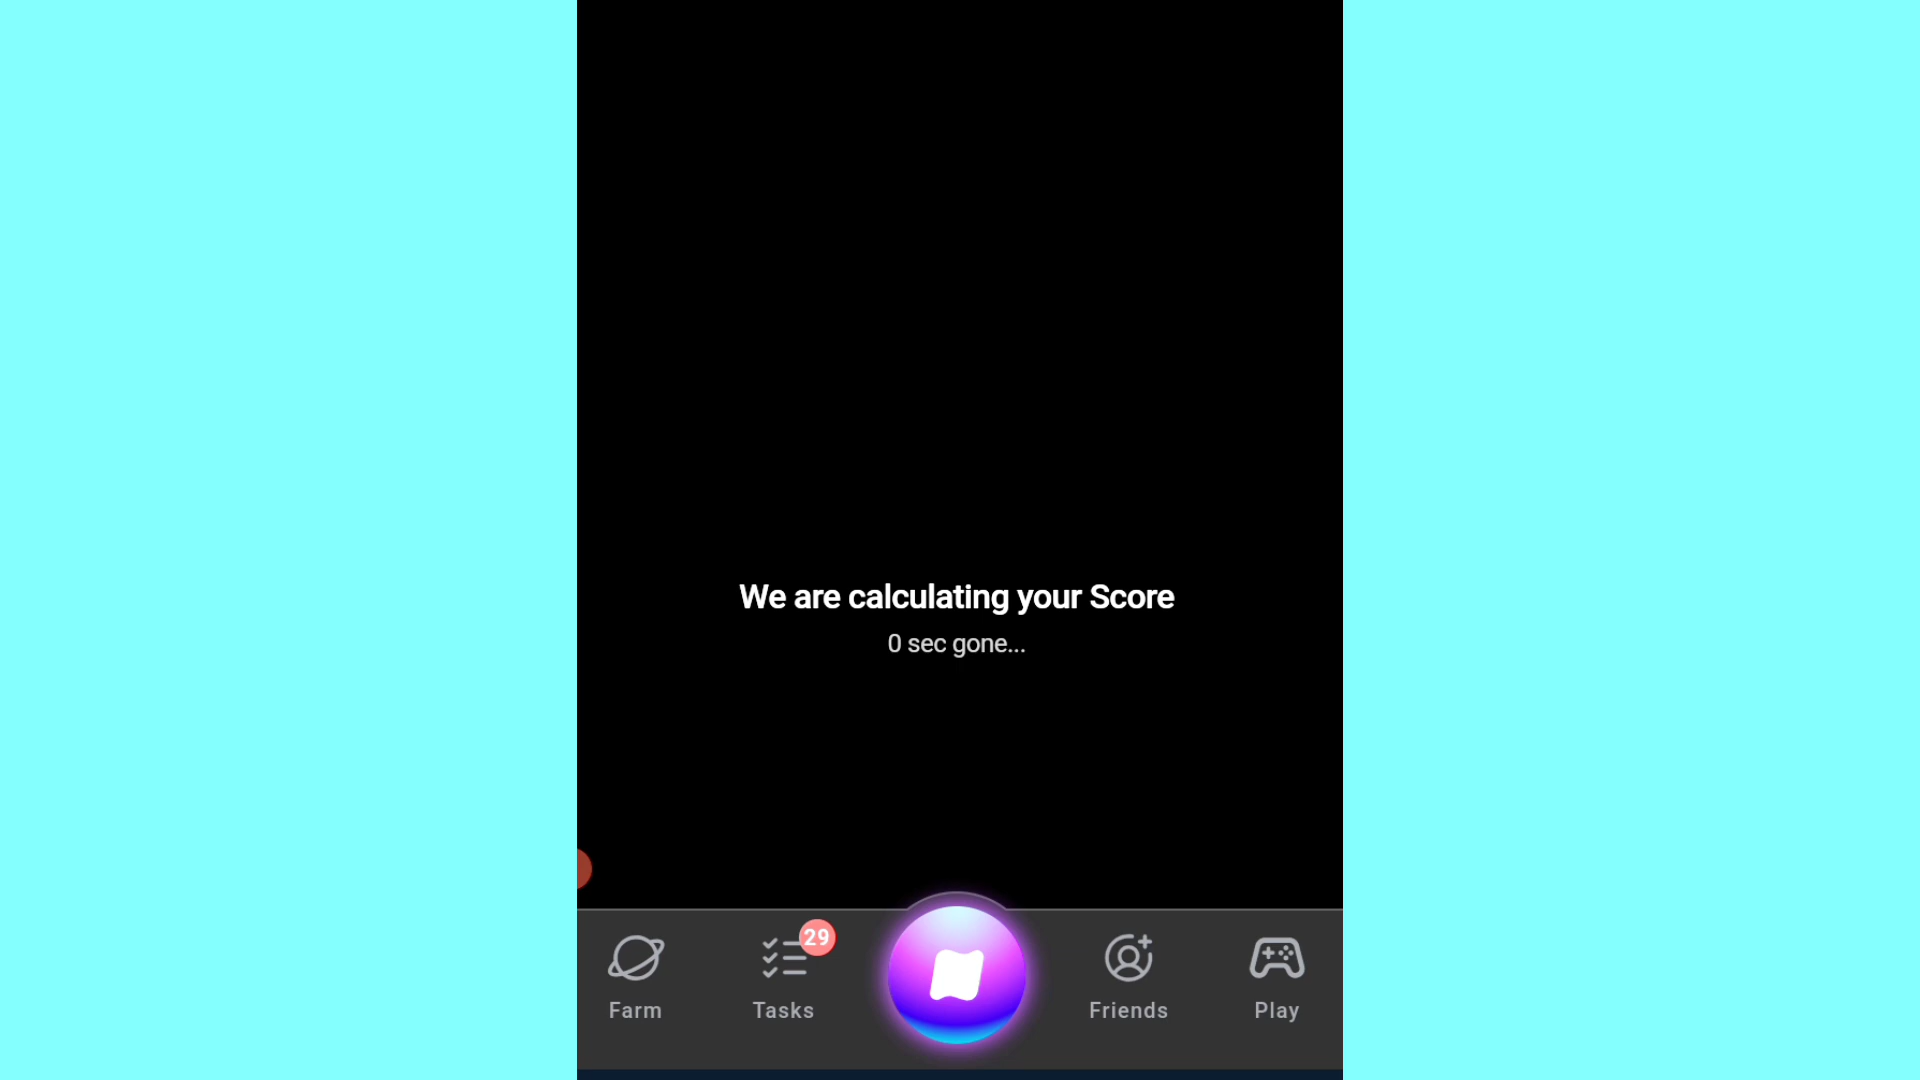 We are calculating your Score
0 sec gone...
29
Farm
Tasks
Friends
Play